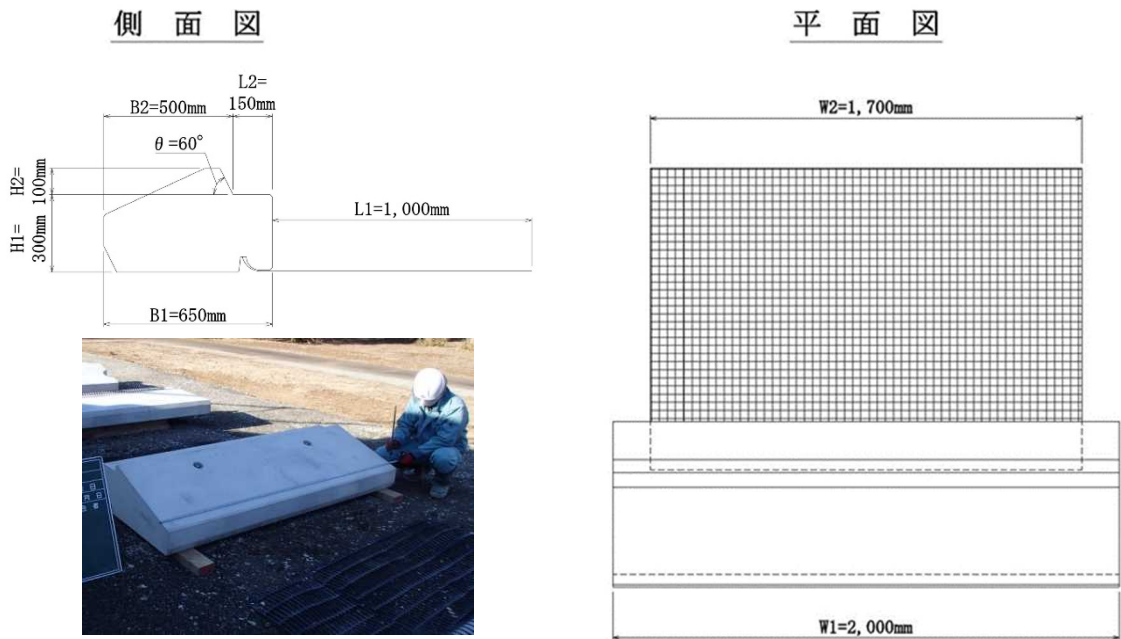 側 面 図
平 面 図
L2=
150mm
B2=500mm
θ=60°
H2=
100mm
H1=
300mm
L1=1,000mm
B1=650mm
W2=1,700mm
W1=2,000mm